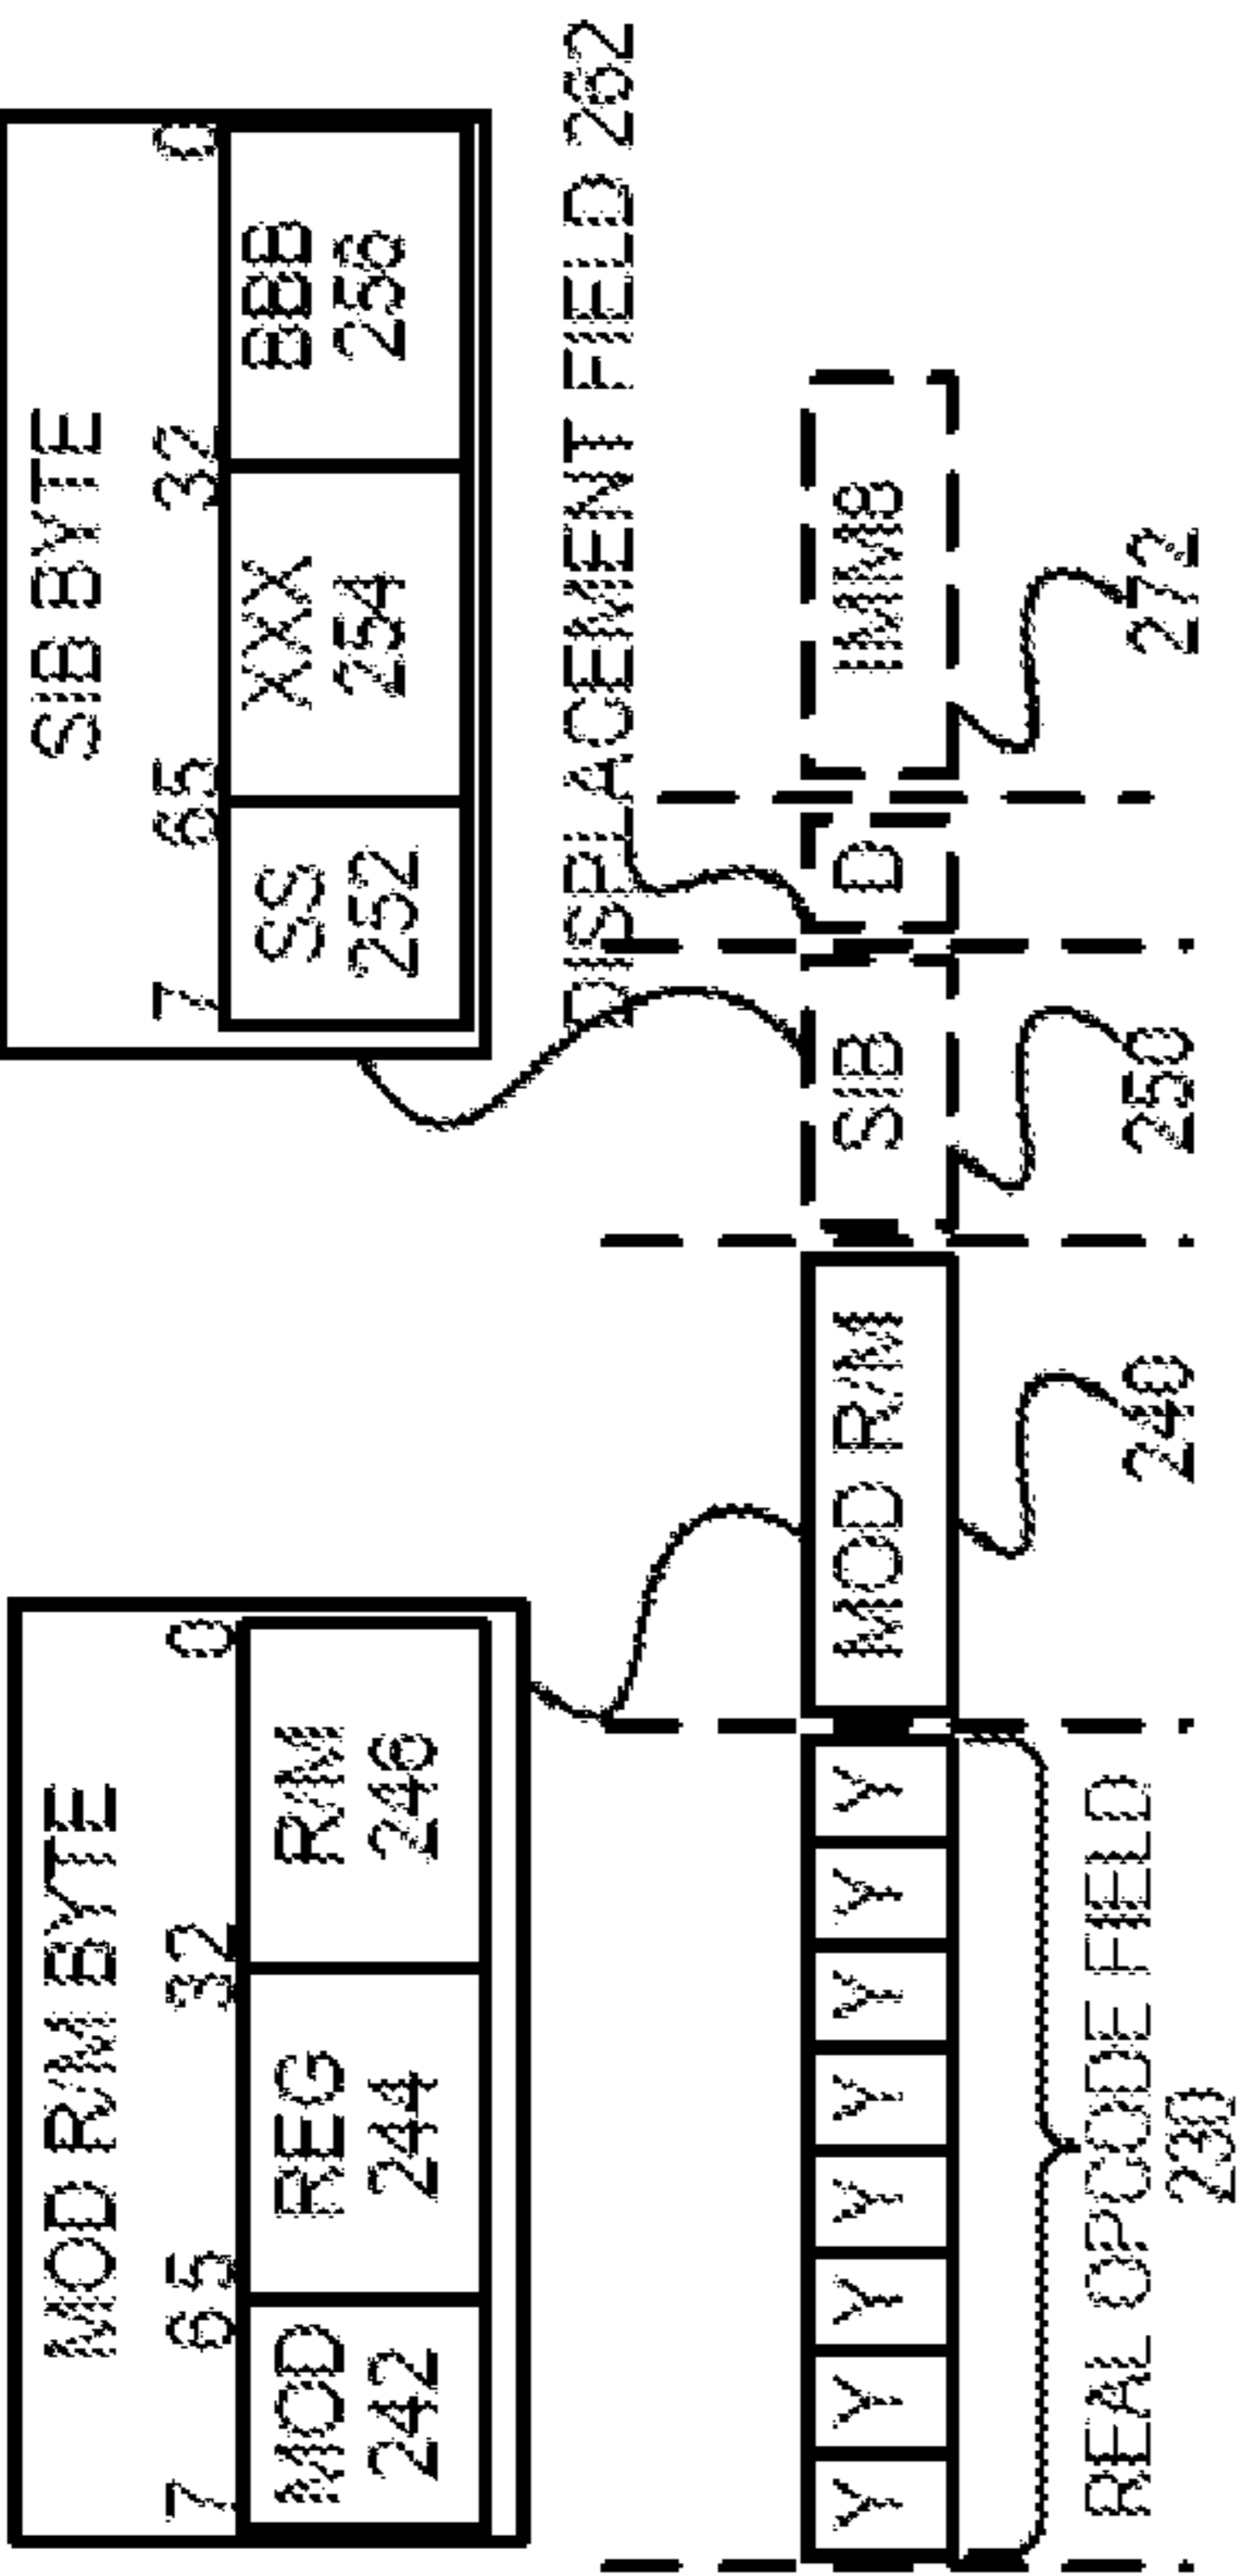 MOD R/M BYTE
7 6 5 3 2 0
MOD REG R/M
242 244 246
SIB BYTE
7 6 5 3 2 0
SS XXX BBB
252 254 256
DISPLACEMENT FIELD 262
Y Y Y Y Y Y Y Y MOD R/M SIB D IMM8
REAL OPCODE FIELD
230
240
250
272